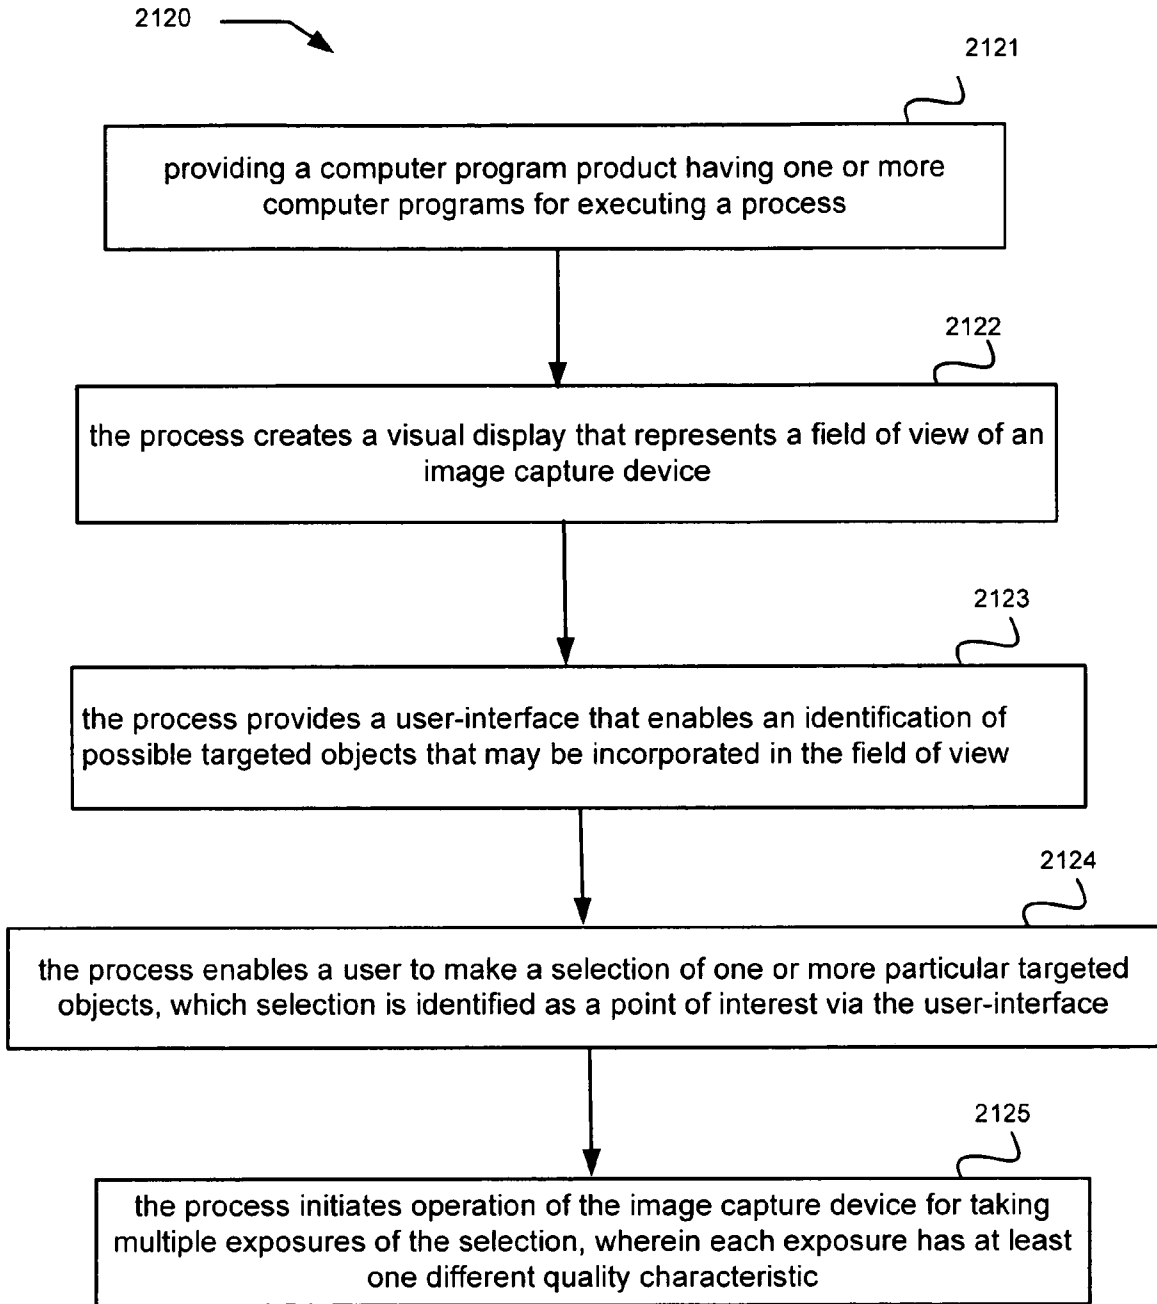 2120
2121
providing a computer program product having one or more
computer programs for executing a process
2122
the process creates a visual display that represents a field of view of an
image capture device
2123
the process provides a user-interface that enables an identification of
possible targeted objects that may be incorporated in the field of view
2124
the process enables a user to make a selection of one or more particular targeted
objects, which selection is identified as a point of interest via the user-interface
2125
the process initiates operation of the image capture device for taking
multiple exposures of the selection, wherein each exposure has at least
one different quality characteristic